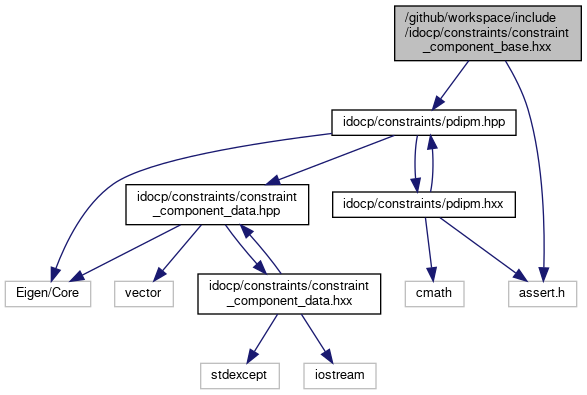 /github/workspace/include
/idocp/constraints/constraint
_component_base.hxx
idocp/constraints/pdipm.hpp
idocp/constraints/constraint
_component_data.hpp
idocp/constraints/pdipm.hxx
Eigen/Core
vector
idocp/constraints/constraint
_component_data.hxx
cmath
assert.h
stdexcept
iostream